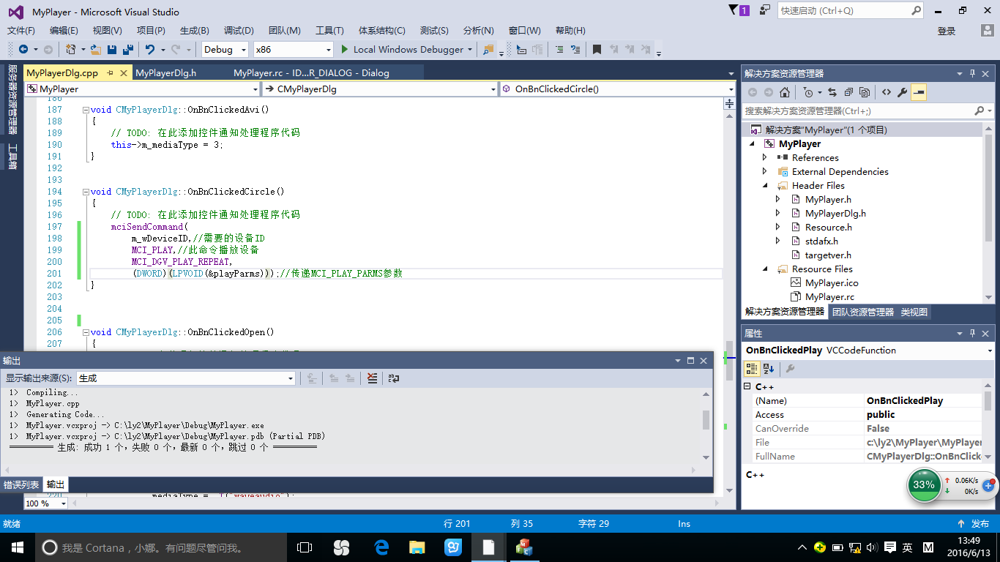 MyPlayer - Microsoft Visual Studio
1
快速启动 (Ctrl+Q)
文件(F) 编辑(E) 视图(V) 项目(P) 生成(B) 调试(D) 团队(M) 工具(T) 体系结构(C) 测试(S) 分析(N) 窗口(W) 帮助(H)
登录
Debug x86 Local Windows Debugger
服务器资源管理器
工具箱
MyPlayerDlg.cpp MyPlayerDlg.h MyPlayer.rc - ID...R_DIALOG - Dialog
MyPlayer CMyPlayerDlg OnBnClickedCircle()
186
187 void CMyPlayerDlg::OnBnClickedAvi()
188 {
189 // TODO: 在此添加控件通知处理程序代码
190 this->m_mediaType = 3;
191 }
192
193
194 void CMyPlayerDlg::OnBnClickedCircle()
195 {
196 // TODO: 在此添加控件通知处理程序代码
197 mciSendCommand(
198 m_wDeviceID,//需要的设备ID
199 MCI_PLAY,//此命令播放设备
200 MCI_DGV_PLAY_REPEAT,
201 (DWORD)(LPVOID(&playParms)));//传递MCI_PLAY_PARMS参数
202 }
203
204
205
206 void CMyPlayerDlg::OnBnClickedOpen()
207 {
输出
显示输出来源(S): 生成
1> Compiling...
1> MyPlayer.cpp
1> Generating Code...
1> MyPlayer.vcxproj -> C:\ly2\MyPlayer\Debug\MyPlayer.exe
1> MyPlayer.vcxproj -> C:\ly2\MyPlayer\Debug\MyPlayer.pdb (Partial PDB)
========== 生成: 成功 1 个，失败 0 个，最新 0 个，跳过 0 个 ==========
错误列表 输出
100 %
解决方案资源管理器
搜索解决方案资源管理器(Ctrl+;)
解决方案"MyPlayer"(1 个项目)
MyPlayer
References
External Dependencies
Header Files
MyPlayer.h
MyPlayerDlg.h
Resource.h
stdafx.h
targetver.h
Resource Files
MyPlayer.ico
MyPlayer.rc
解决方案资源管理器 团队资源管理器 类视图
属性
OnBnClickedPlay VCCodeFunction
C++
(Name) OnBnClickedPlay
Access public
CanOverride False
File c:\ly2\MyPlayer\MyPlayer
FullName CMyPlayerDlg::OnBnClicke
C++
33% 0.06K/s
0K/s
就绪 行 201 列 35 字符 29 Ins 发布
我是 Cortana，小娜。有问题尽管问我。
英 M
13:49
2016/6/13